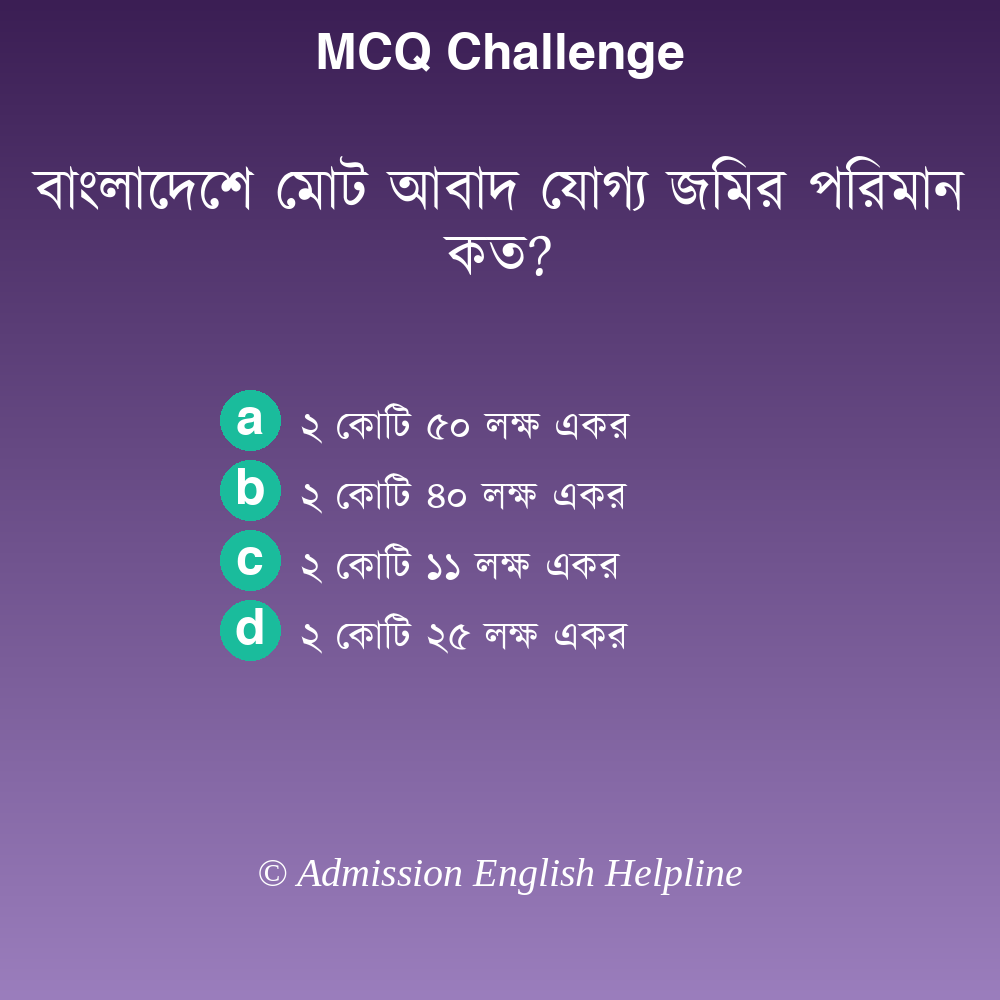 MCQ Challenge
বাংলাদেশে মোট আবাদ যোগ্য জমির পরিমান
কত?
a ২ কোটি ৫০ লক্ষ একর
b ২ কোটি ৪০ লক্ষ একর
c ২ কোটি ১১ লক্ষ একর
d ২ কোটি ২৫ লক্ষ একর
© Admission English Helpline